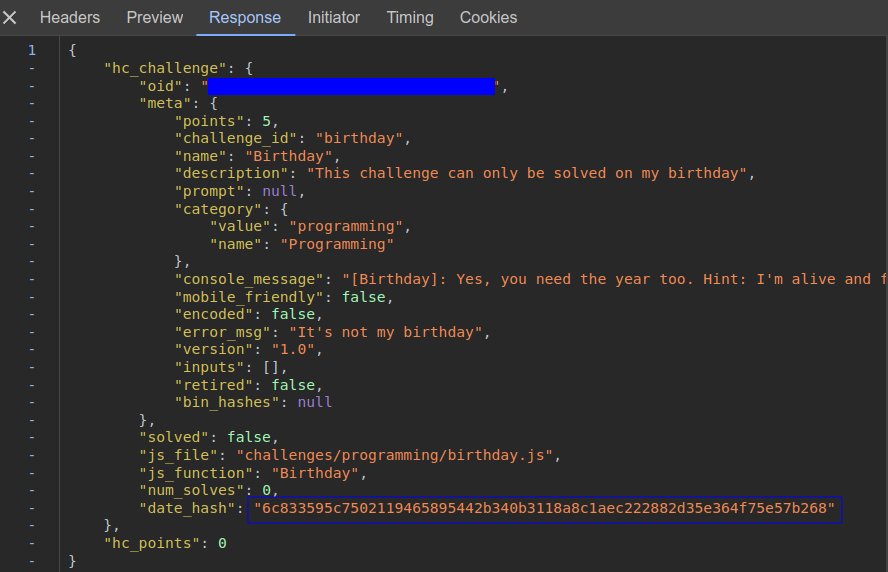 Headers Preview Response Initiator Timing Cookies
1 {
- "hc_challenge": {
- "oid": "",
- "meta": {
- "points": 5,
- "challenge_id": "birthday",
- "name": "Birthday",
- "description": "This challenge can only be solved on my birthday",
- "prompt": null,
- "category": {
- "value": "programming",
- "name": "Programming"
- },
- "console_message": "[Birthday]: Yes, you need the year too. Hint: I'm alive and f
- "mobile_friendly": false,
- "encoded": false,
- "error_msg": "It's not my birthday",
- "version": "1.0",
- "inputs": [],
- "retired": false,
- "bin_hashes": null
- },
- "solved": false,
- "js_file": "challenges/programming/birthday.js",
- "js_function": "Birthday",
- "num_solves": 0,
- "date_hash": "6c833595c7502119465895442b340b3118a8c1aec222882d35e364f75e57b268"
- },
- "hc_points": 0
- }